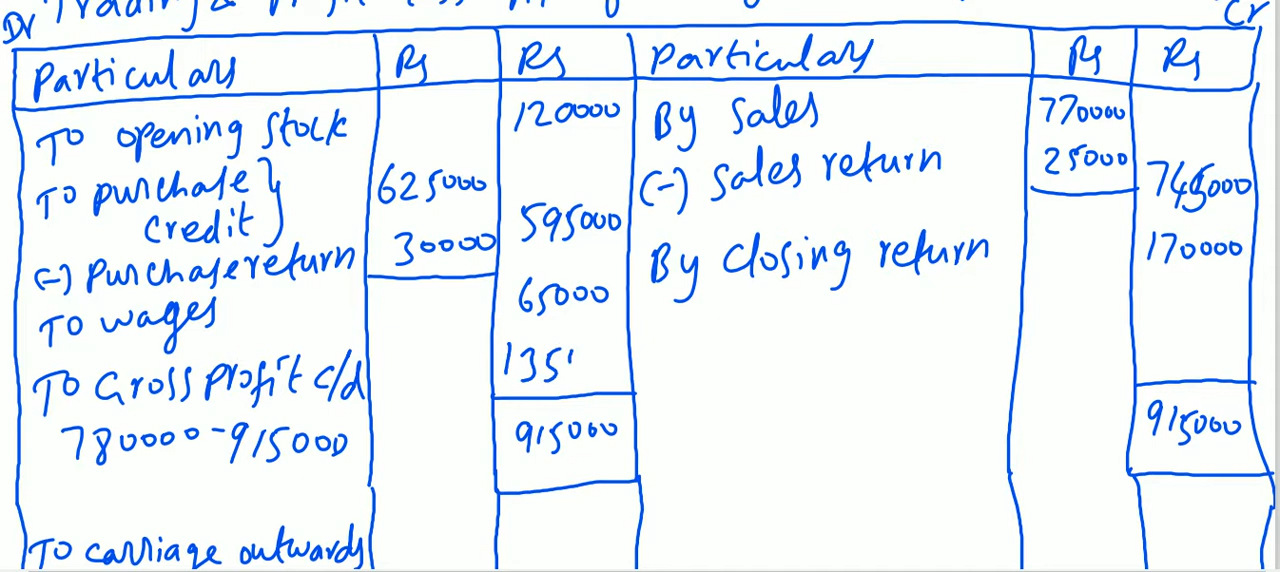 Dr Trading & Cr
Particulars Rs Rs Particulars Rs Rs
To opening stock 120000 By sales 770000
To purchase } 625000 (-) sales return 25000 745000
credit 595000
(-) Purchase return 30000 By closing return 170000
To wages 65000
To Gross profit c/d 135
780000-915000 915000 915000
To carriage outwards